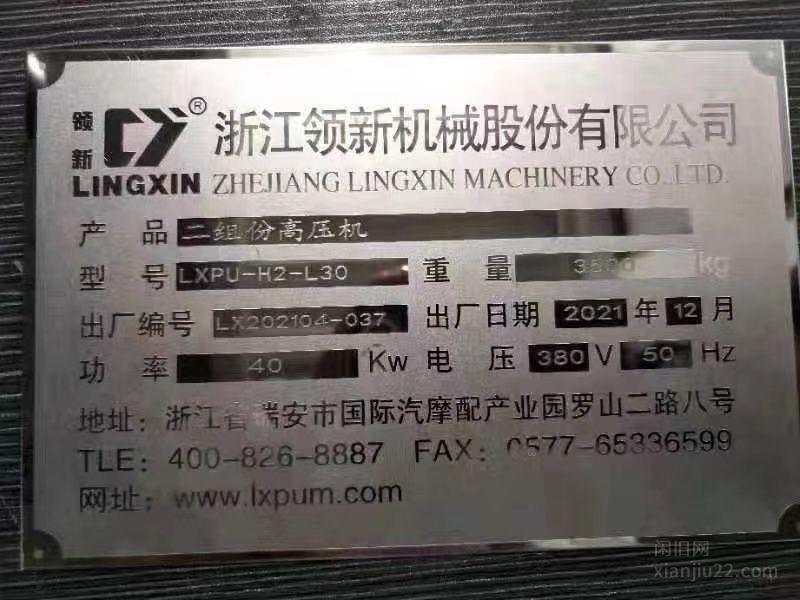 领新 ® 浙江领新机械股份有限公司
LINGXIN ZHEJIANG LINGXIN MACHINERY CO.,LTD.
产 品 二组份高压机
型 号 LXPU-H2-L30 重 量 kg
出厂编号 LX202104-037 出厂日期 2021 年 12 月
功 率 40 Kw 电 压 380 V 50 Hz
地址：浙江省瑞安市国际汽摩配产业园罗山二路八号
TLE：400-826-8887 FAX：0577-65336599
网址：www.lxpum.com
闲旧网
xianjiu22.com